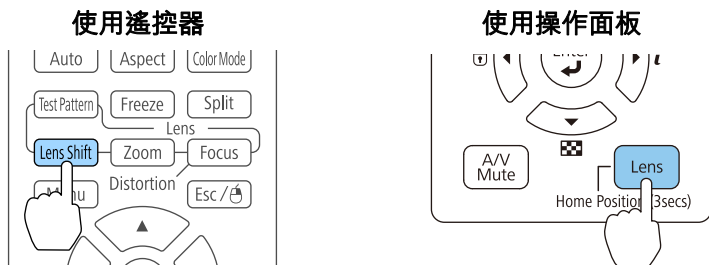 使用遙控器
Auto Aspect Color Mode
Test Pattern Freeze Split
Lens
Lens Shift Zoom Focus
Distortion
Esc /
使用操作面板
i
A/V
Mute
Lens
Home Position (3secs)